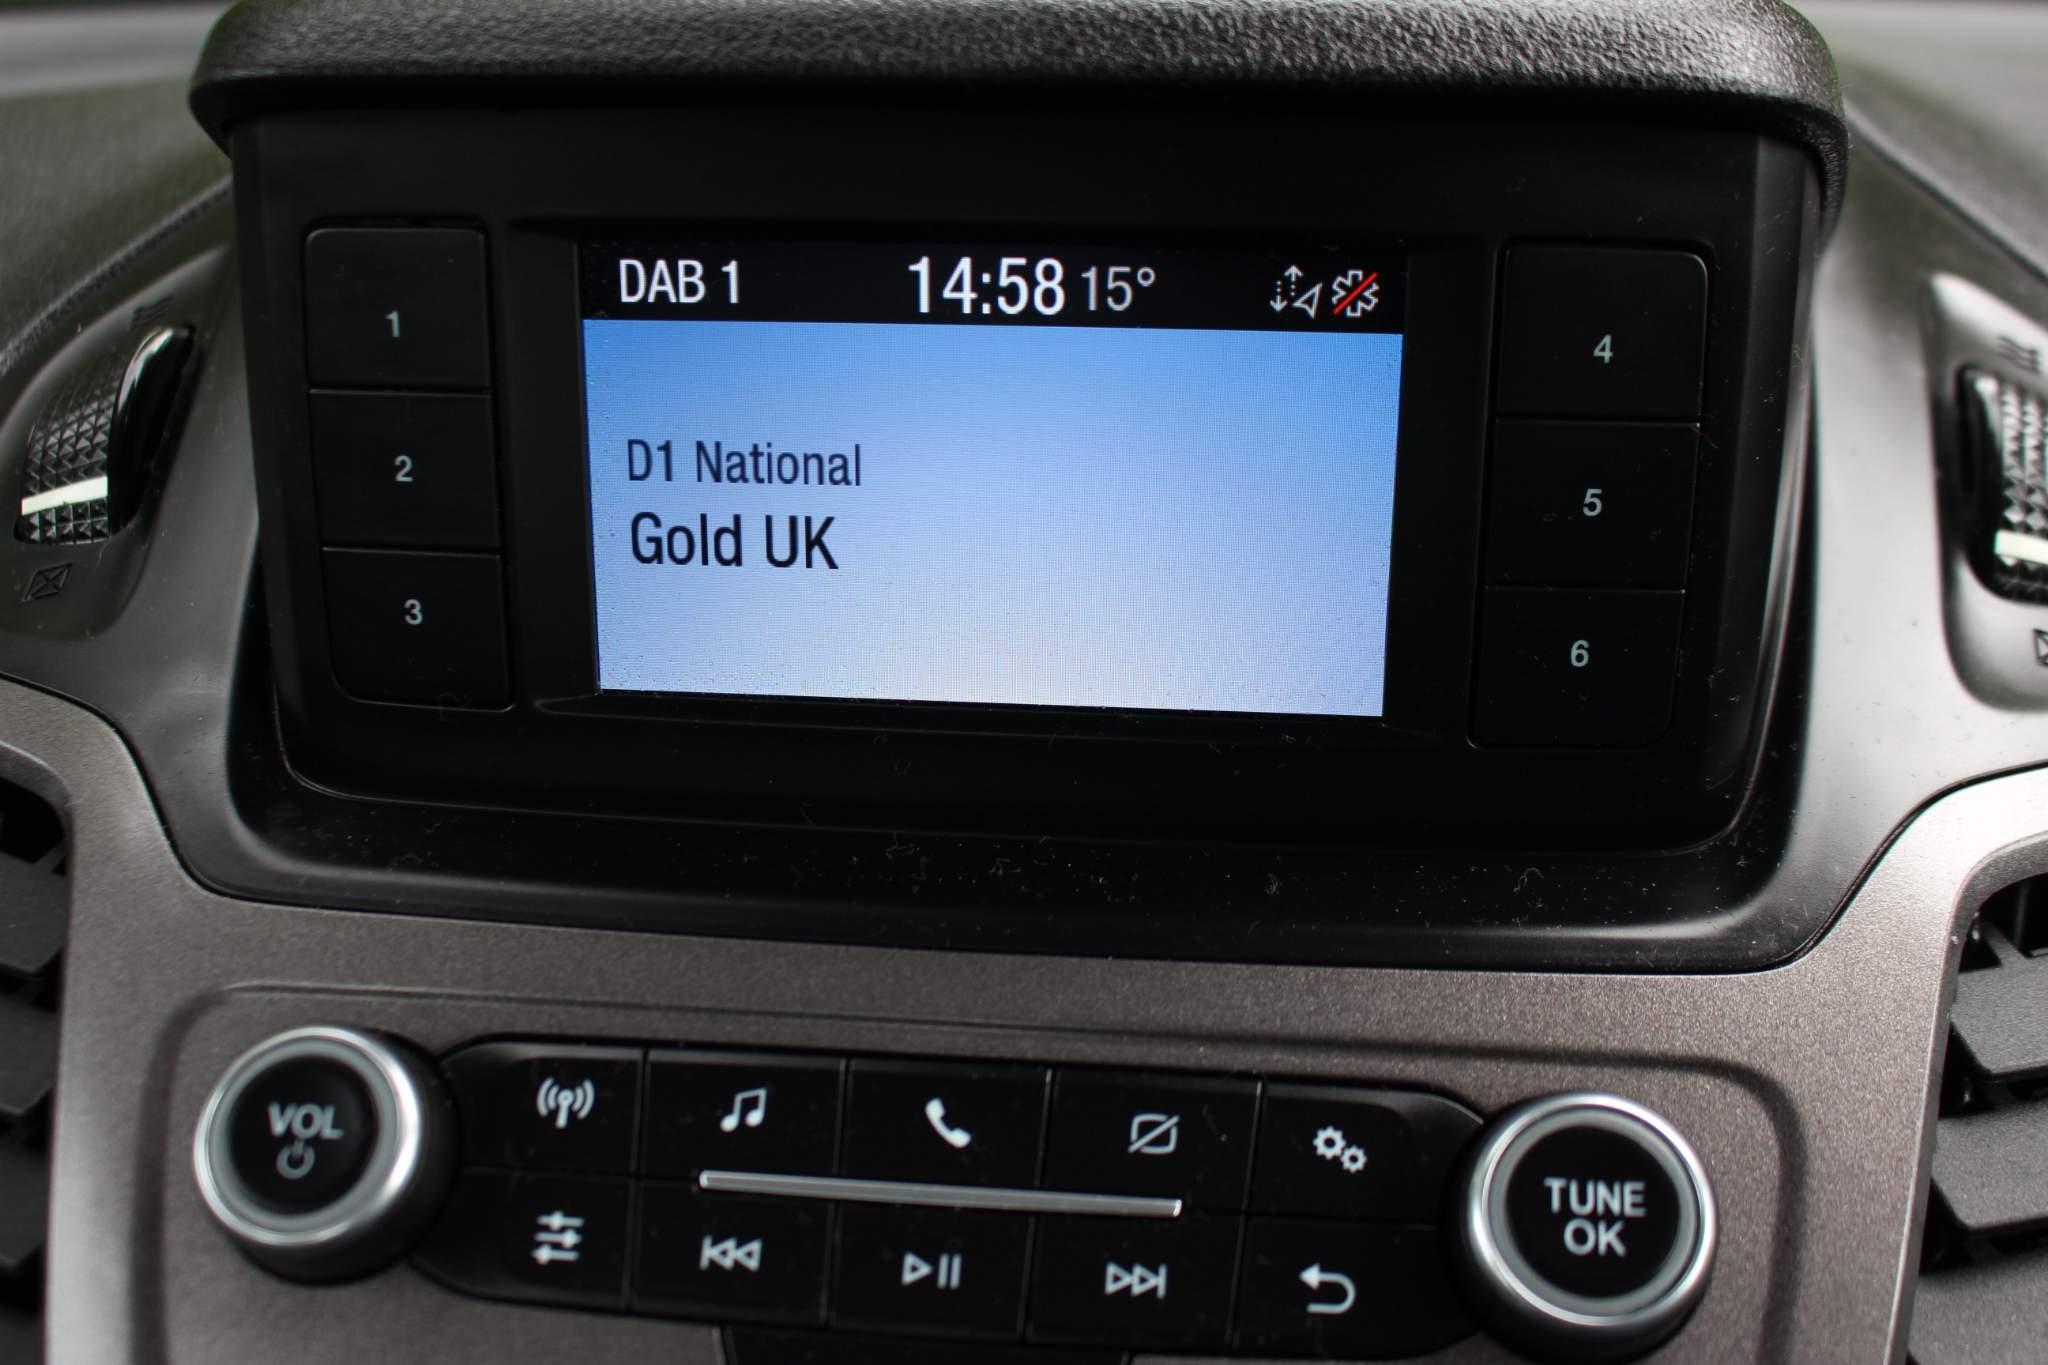 DAB 1 14:58 15°
D1 National
Gold UK
1
2
3
4
5
6
VOL
TUNE
OK